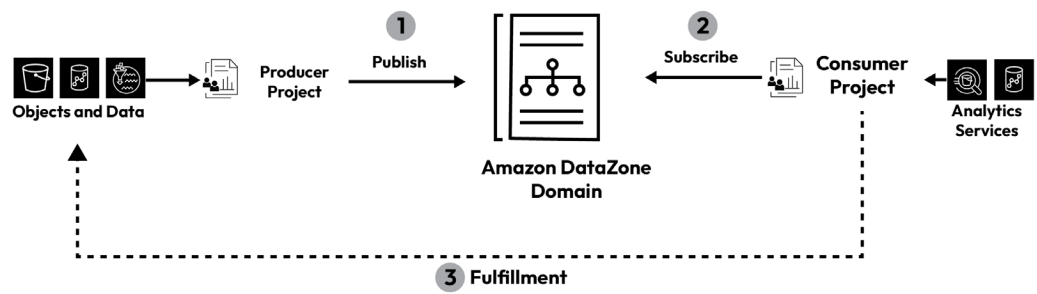 1
Publish
2
Subscribe
Objects and Data
Producer
Project
Consumer
Project
Analytics
Services
Amazon DataZone
Domain
3 Fulfillment